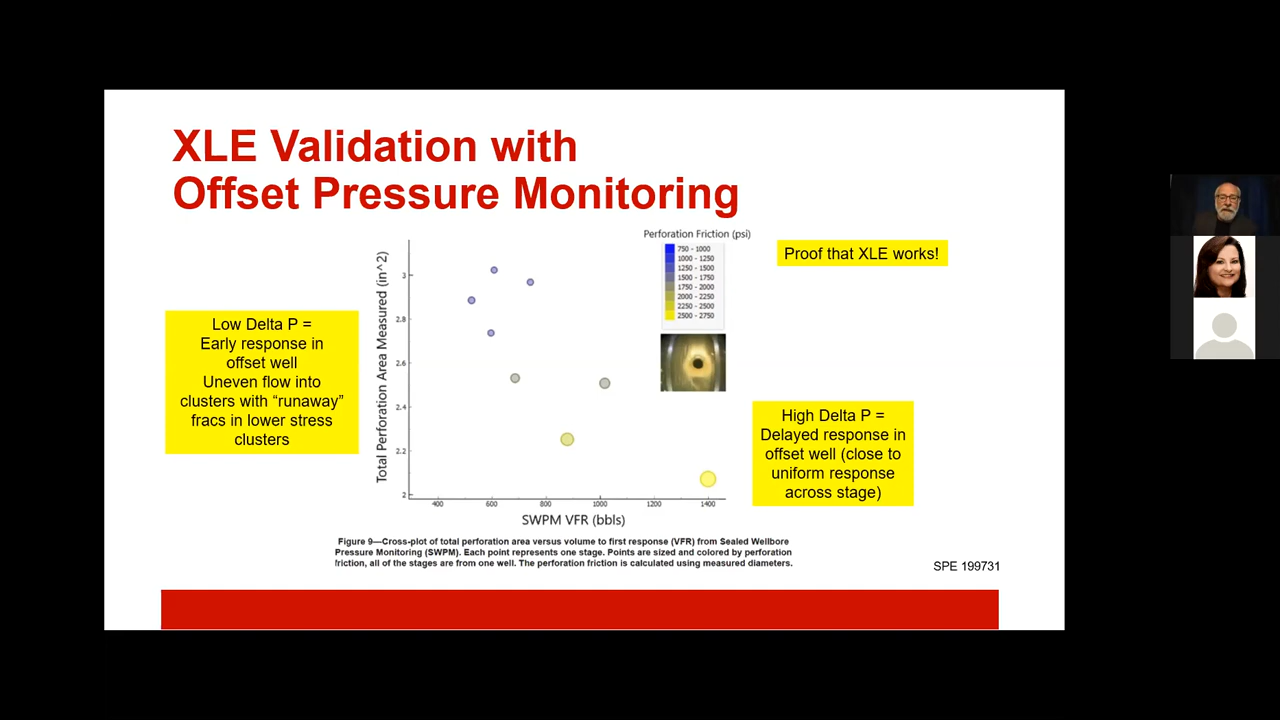 XLE Validation with
Offset Pressure Monitoring
Low Delta P =
Early response in
offset well
Uneven flow into
clusters with “runaway”
fracs in lower stress
clusters
Total Perforation Area Measured (in^2)
3
2.8
2.6
2.4
2.2
2
400
600
800
1000
1200
1400
SWPM VFR (bbls)
Perforation Friction (psi)
750 - 1000
1000 - 1250
1250 - 1500
1500 - 1750
1750 - 2000
2000 - 2250
2250 - 2500
2500 - 2750
Proof that XLE works!
High Delta P =
Delayed response in
offset well (close to
uniform response
across stage)
Figure 9—Cross-plot of total perforation area versus volume to first response (VFR) from Sealed Wellbore
Pressure Monitoring (SWPM). Each point represents one stage. Points are sized and colored by perforation
friction, all of the stages are from one well. The perforation friction is calculated using measured diameters.
SPE 199731